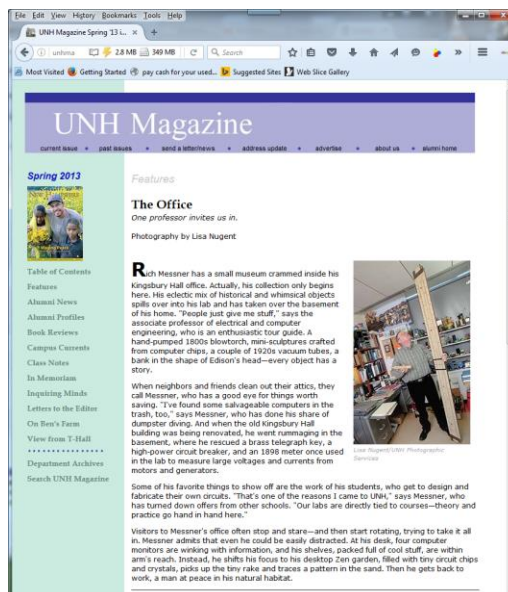 File Edit View History Bookmarks Tools Help
UNH Magazine Spring '13 i...
unhma 2.8 MB 349 MB Search
Most Visited Getting Started pay cash for your used... Suggested Sites Web Slice Gallery
UNH Magazine
current issue past issues send a letter/news address update advertise about us alumni home
Spring 2013
Features
The Office
One professor invites us in.
Photography by Lisa Nugent
Table of Contents
Features
Alumni News
Alumni Profiles
Book Reviews
Campus Currents
Class Notes
In Memoriam
Inquiring Minds
Letters to the Editor
On Ben's Farm
View from T-Hall
Department Archives
Search UNH Magazine
Rich Messner has a small museum crammed inside his
Kingsbury Hall office. Actually, his collection only begins
here. His eclectic mix of historical and whimsical objects
spills over into his lab and has taken over the basement
of his home. "People just give me stuff," says the
associate professor of electrical and computer
engineering, who is an enthusiastic tour guide. A
hand-pumped 1800s blowtorch, mini-sculptures crafted
from computer chips, a couple of 1920s vacuum tubes, a
bank in the shape of Edison's head—every object has a
story.
When neighbors and friends clean out their attics, they
call Messner, who has a good eye for things worth
saving. "I've found some salvageable computers in the
trash, too," says Messner, who has done his share of
dumpster diving. And when the old Kingsbury Hall
building was being renovated, he went rummaging in the
basement, where he rescued a brass telegraph key, a
high-power circuit breaker, and an 1898 meter once used
in the lab to measure large voltages and currents from
motors and generators.
Lisa Nugent/UNH Photographic
Services
Some of his favorite things to show off are the work of his students, who get to design and
fabricate their own circuits. "That's one of the reasons I came to UNH," says Messner, who
has turned down offers from other schools. "Our labs are directly tied to courses—theory and
practice go hand in hand here."
Visitors to Messner's office often stop and stare—and then start rotating, trying to take it all
in. Messner admits that even he could be easily distracted. At his desk, four computer
monitors are winking with information, and his shelves, packed full of cool stuff, are within
arm's reach. Instead, he shifts his focus to his desktop Zen garden, filled with tiny circuit chips
and crystals, picks up the tiny rake and traces a pattern in the sand. Then he gets back to
work, a man at peace in his natural habitat.